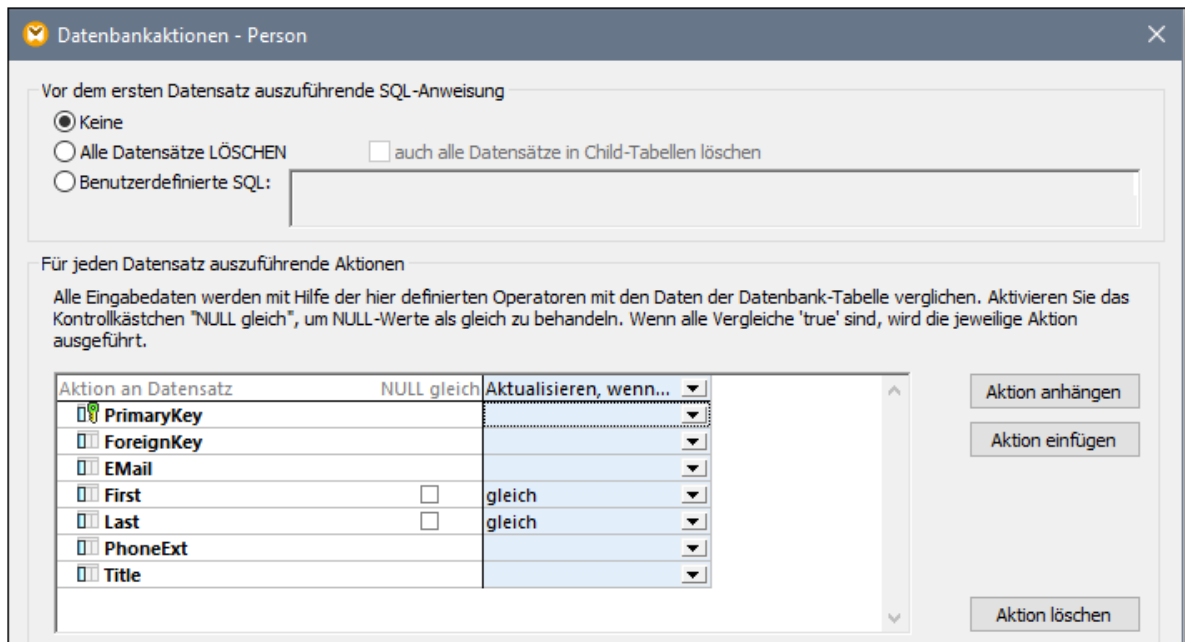 Datenbankaktionen - Person
Vor dem ersten Datensatz auszuführende SQL-Anweisung
Keine
Alle Datensätze LÖSCHEN auch alle Datensätze in Child-Tabellen löschen
Benutzerdefinierte SQL:
Für jeden Datensatz auszuführende Aktionen
Alle Eingabedaten werden mit Hilfe der hier definierten Operatoren mit den Daten der Datenbank-Tabelle verglichen. Aktivieren Sie das
Kontrollkästchen "NULL gleich", um NULL-Werte als gleich zu behandeln. Wenn alle Vergleiche 'true' sind, wird die jeweilige Aktion
ausgeführt.
Aktion an Datensatz NULL gleich Aktualisieren, wenn... Aktion anhängen
PrimaryKey
ForeignKey Aktion einfügen
EMail
First gleich
Last gleich
PhoneExt
Title
Aktion löschen